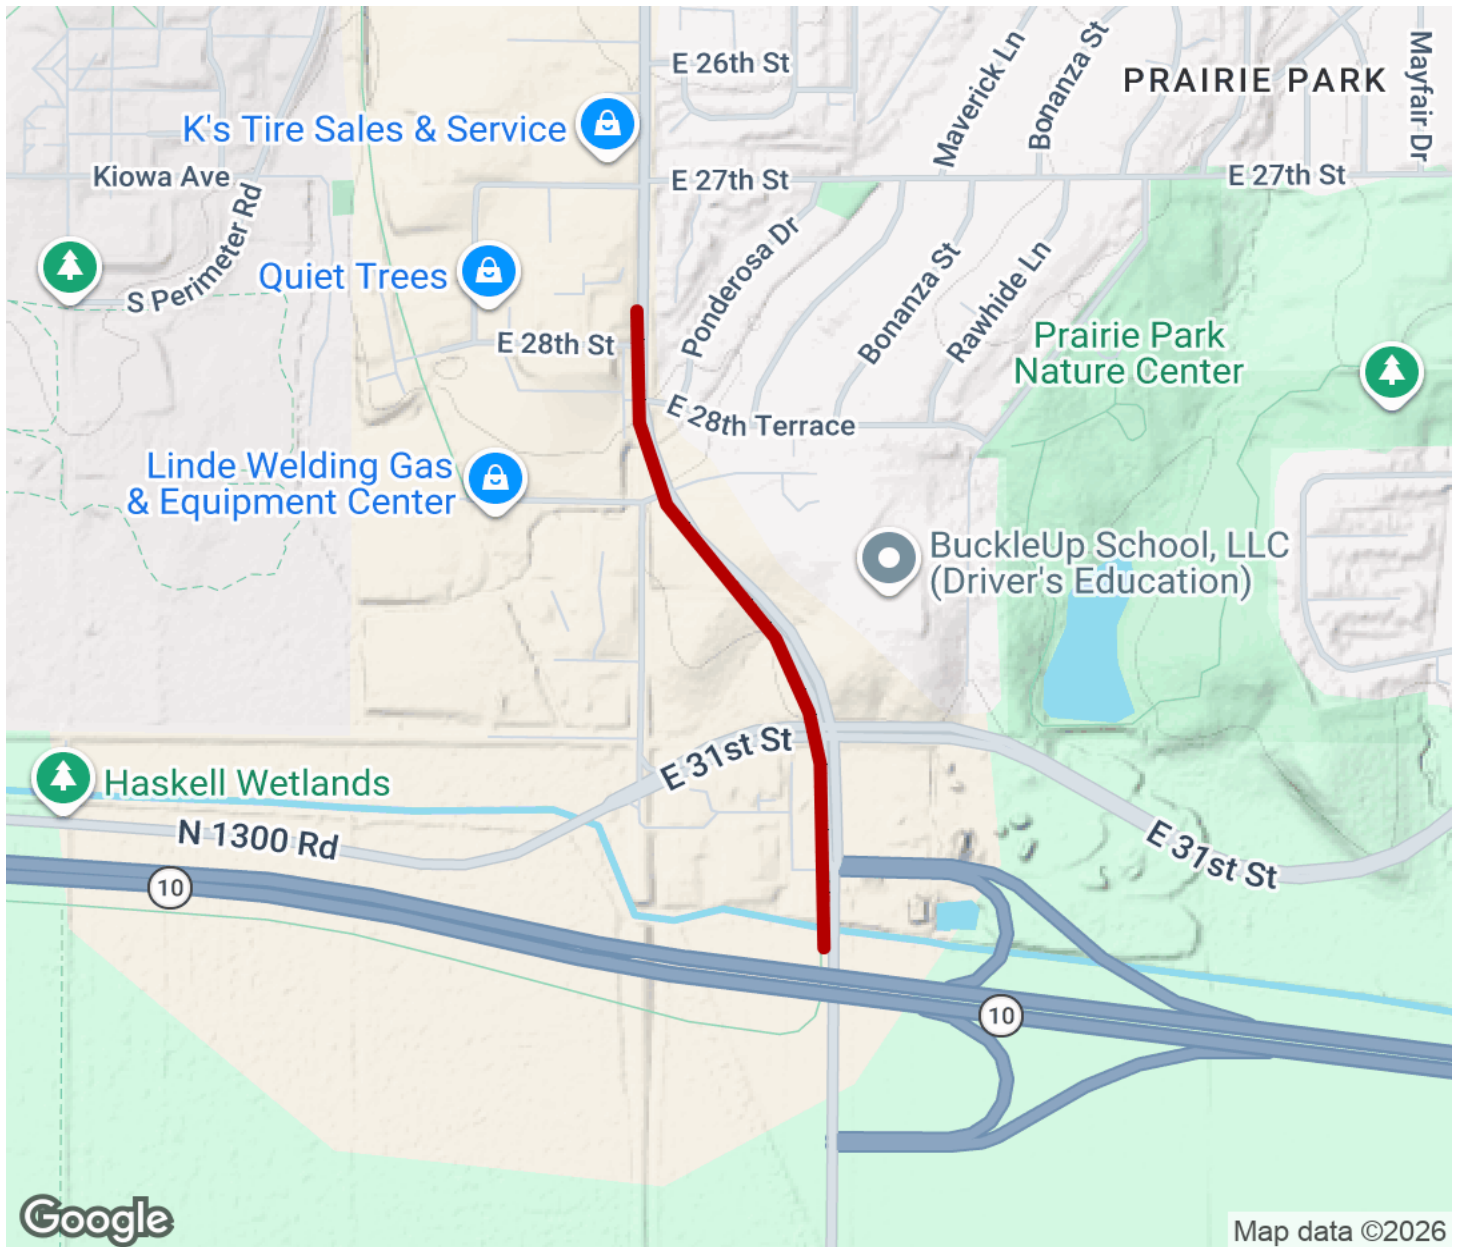 E 26th St
Maverick Ln
Bonanza St
PRAIRIE PARK
Mayfair Dr
K's Tire Sales & Service
Kiowa Ave
E 27th St
E 27th St
S Perimeter Rd
Quiet Trees
Ponderosa Dr
Bonanza St
Rawhide Ln
E 28th St
Prairie Park
Nature Center
E 28th Terrace
Linde Welding Gas
& Equipment Center
BuckleUp School, LLC
(Driver's Education)
E 31st St
Haskell Wetlands
N 1300 Rd
E 31st St
10
10
Google
Map data ©2026